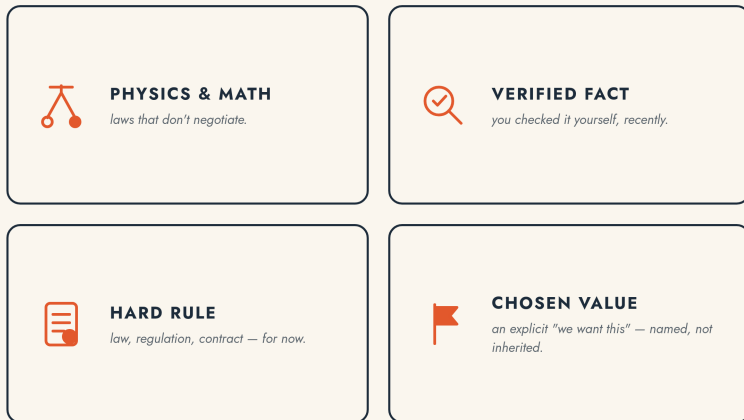 PHYSICS & MATH
laws that don't negotiate.
VERIFIED FACT
you checked it yourself, recently.
HARD RULE
law, regulation, contract — for now.
CHOSEN VALUE
an explicit "we want this" — named, not
inherited.